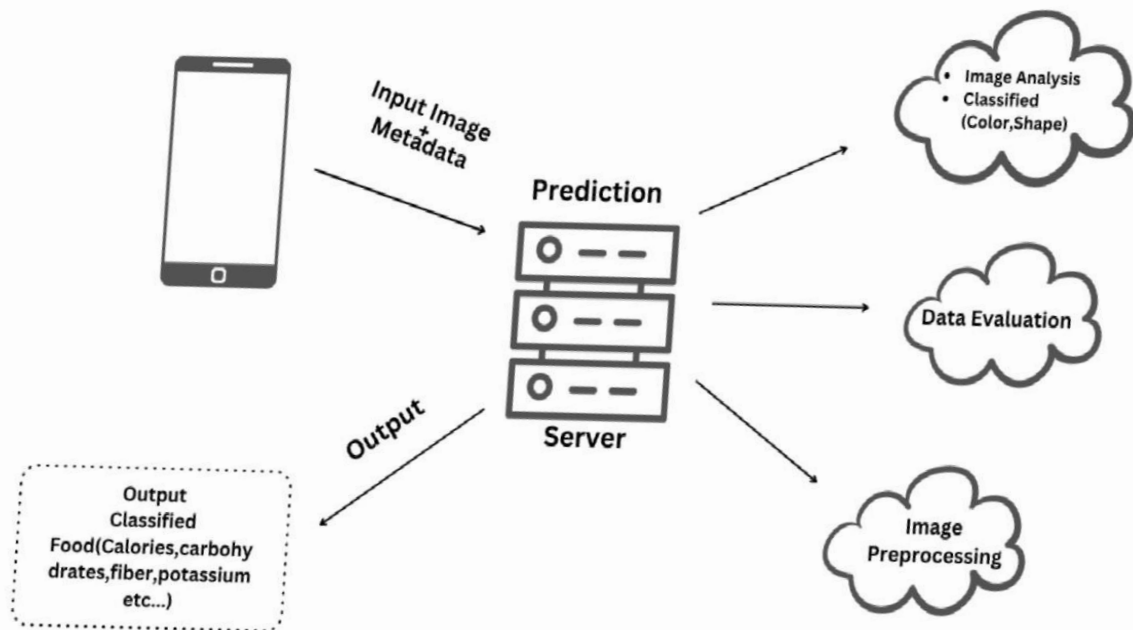 Input Image
+
Metadata
Prediction
Server
• Image Analysis
• Classified
(Color,Shape)
Data Evaluation
Image
Preprocessing
Output
Output
Classified
Food(Calories,carbohy
drates,fiber,potassium
etc...)